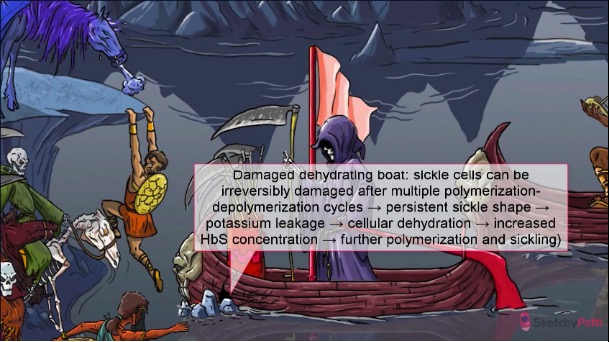 Damaged dehydrating boat: sickle cells can be
irreversibly damaged after multiple polymerization-
depolymerization cycles → persistent sickle shape →
potassium leakage → cellular dehydration → increased
HbS concentration → further polymerization and sickling)
SketchyPath